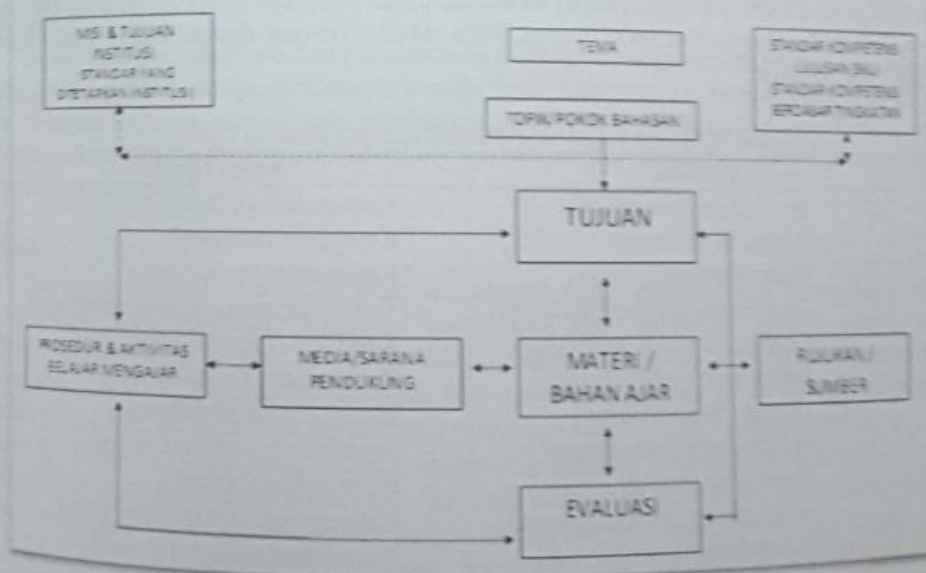 MISI & TUJUAN
INSTITUSI
STANDAR YANG
DITETAPKAN INSTITUSI
TEMA
STANDAR KOMPETENSI
LULUSAN (SKL)
STANDAR KOMPETENSI
BERDASAR TINGKATAN
TOPIK/POKOK BAHASAN
TUJUAN
PROSEDUR & AKTIVITAS
BELAJAR MENGAJAR
MEDIA/SARANA
PENDUKUNG
MATERI /
BAHAN AJAR
RUJUKAN /
SUMBER
EVALUASI